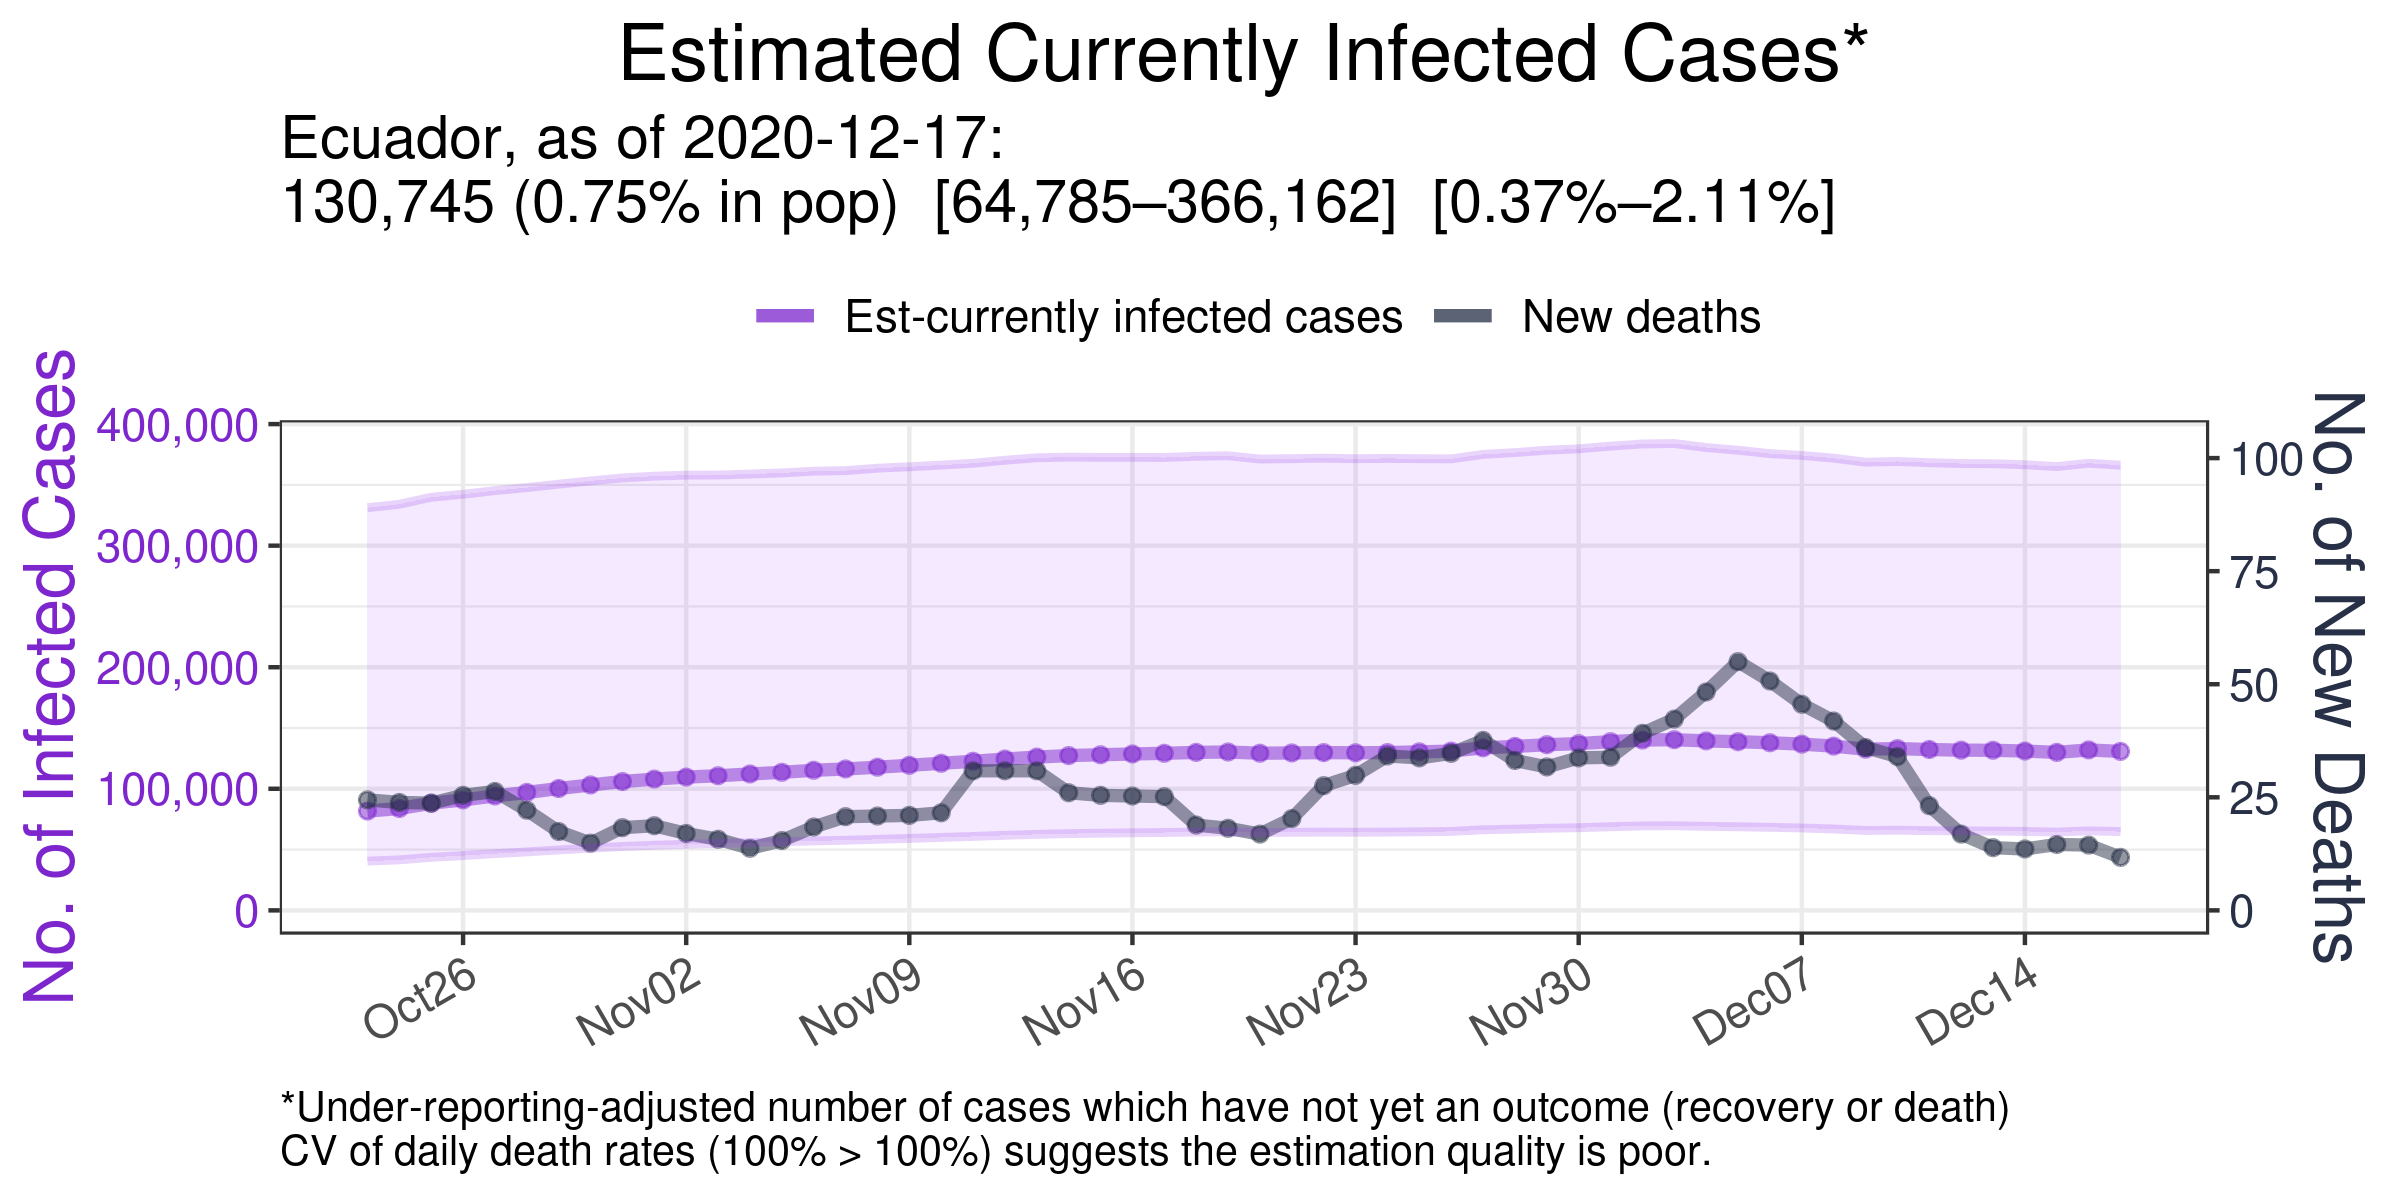 Estimated Currently Infected Cases*
Ecuador, as of 2020-12-17:
130,745 (0.75% in pop)  [64,785–366,162]  [0.37%–2.11%]
Est-currently infected cases
New deaths
No. of Infected Cases
400,000
300,000
200,000
100,000
0
No. of New Deaths
100
75
50
25
0
Oct26
Nov02
Nov09
Nov16
Nov23
Nov30
Dec07
Dec14
*Under-reporting-adjusted number of cases which have not yet an outcome (recovery or death)
CV of daily death rates (100% > 100%) suggests the estimation quality is poor.